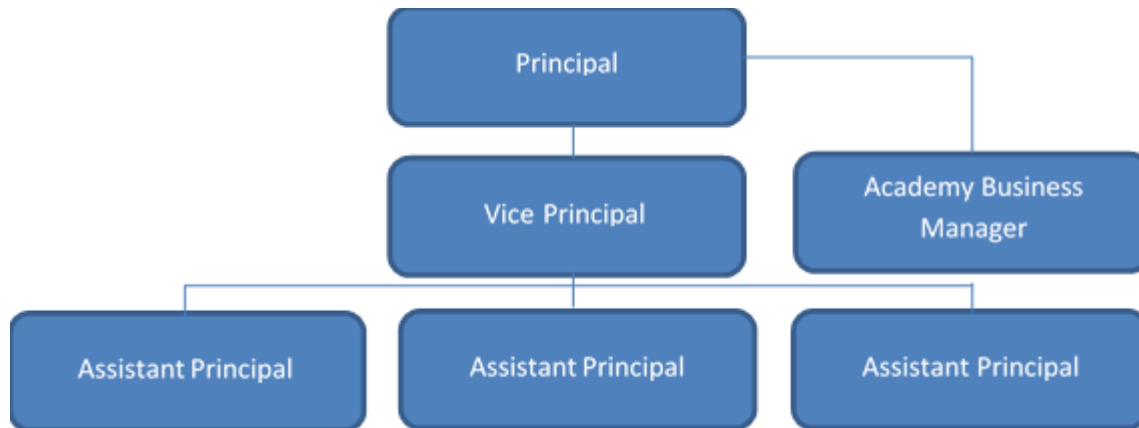 Principal
Vice Principal
Academy Business
Manager
Assistant Principal
Assistant Principal
Assistant Principal